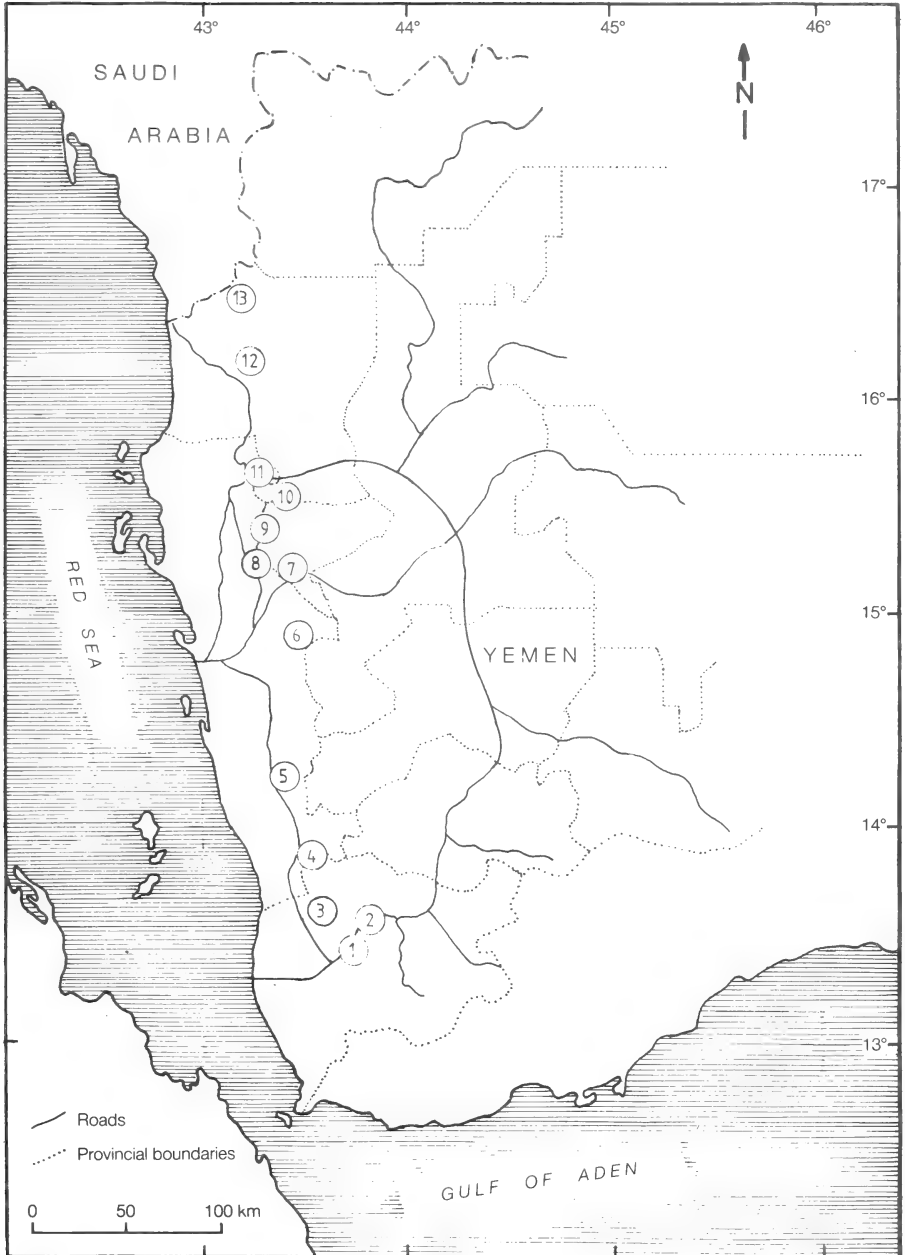 43°
44°
45°
46°
SAUDI
ARABIA
N
17°
13
12
16°
11
10
9
8
7
RED SEA
15°
6
YEMEN
5
14°
4
3
2
1
13°
Roads
Provincial boundaries
GULF OF ADEN
0 50 100 km